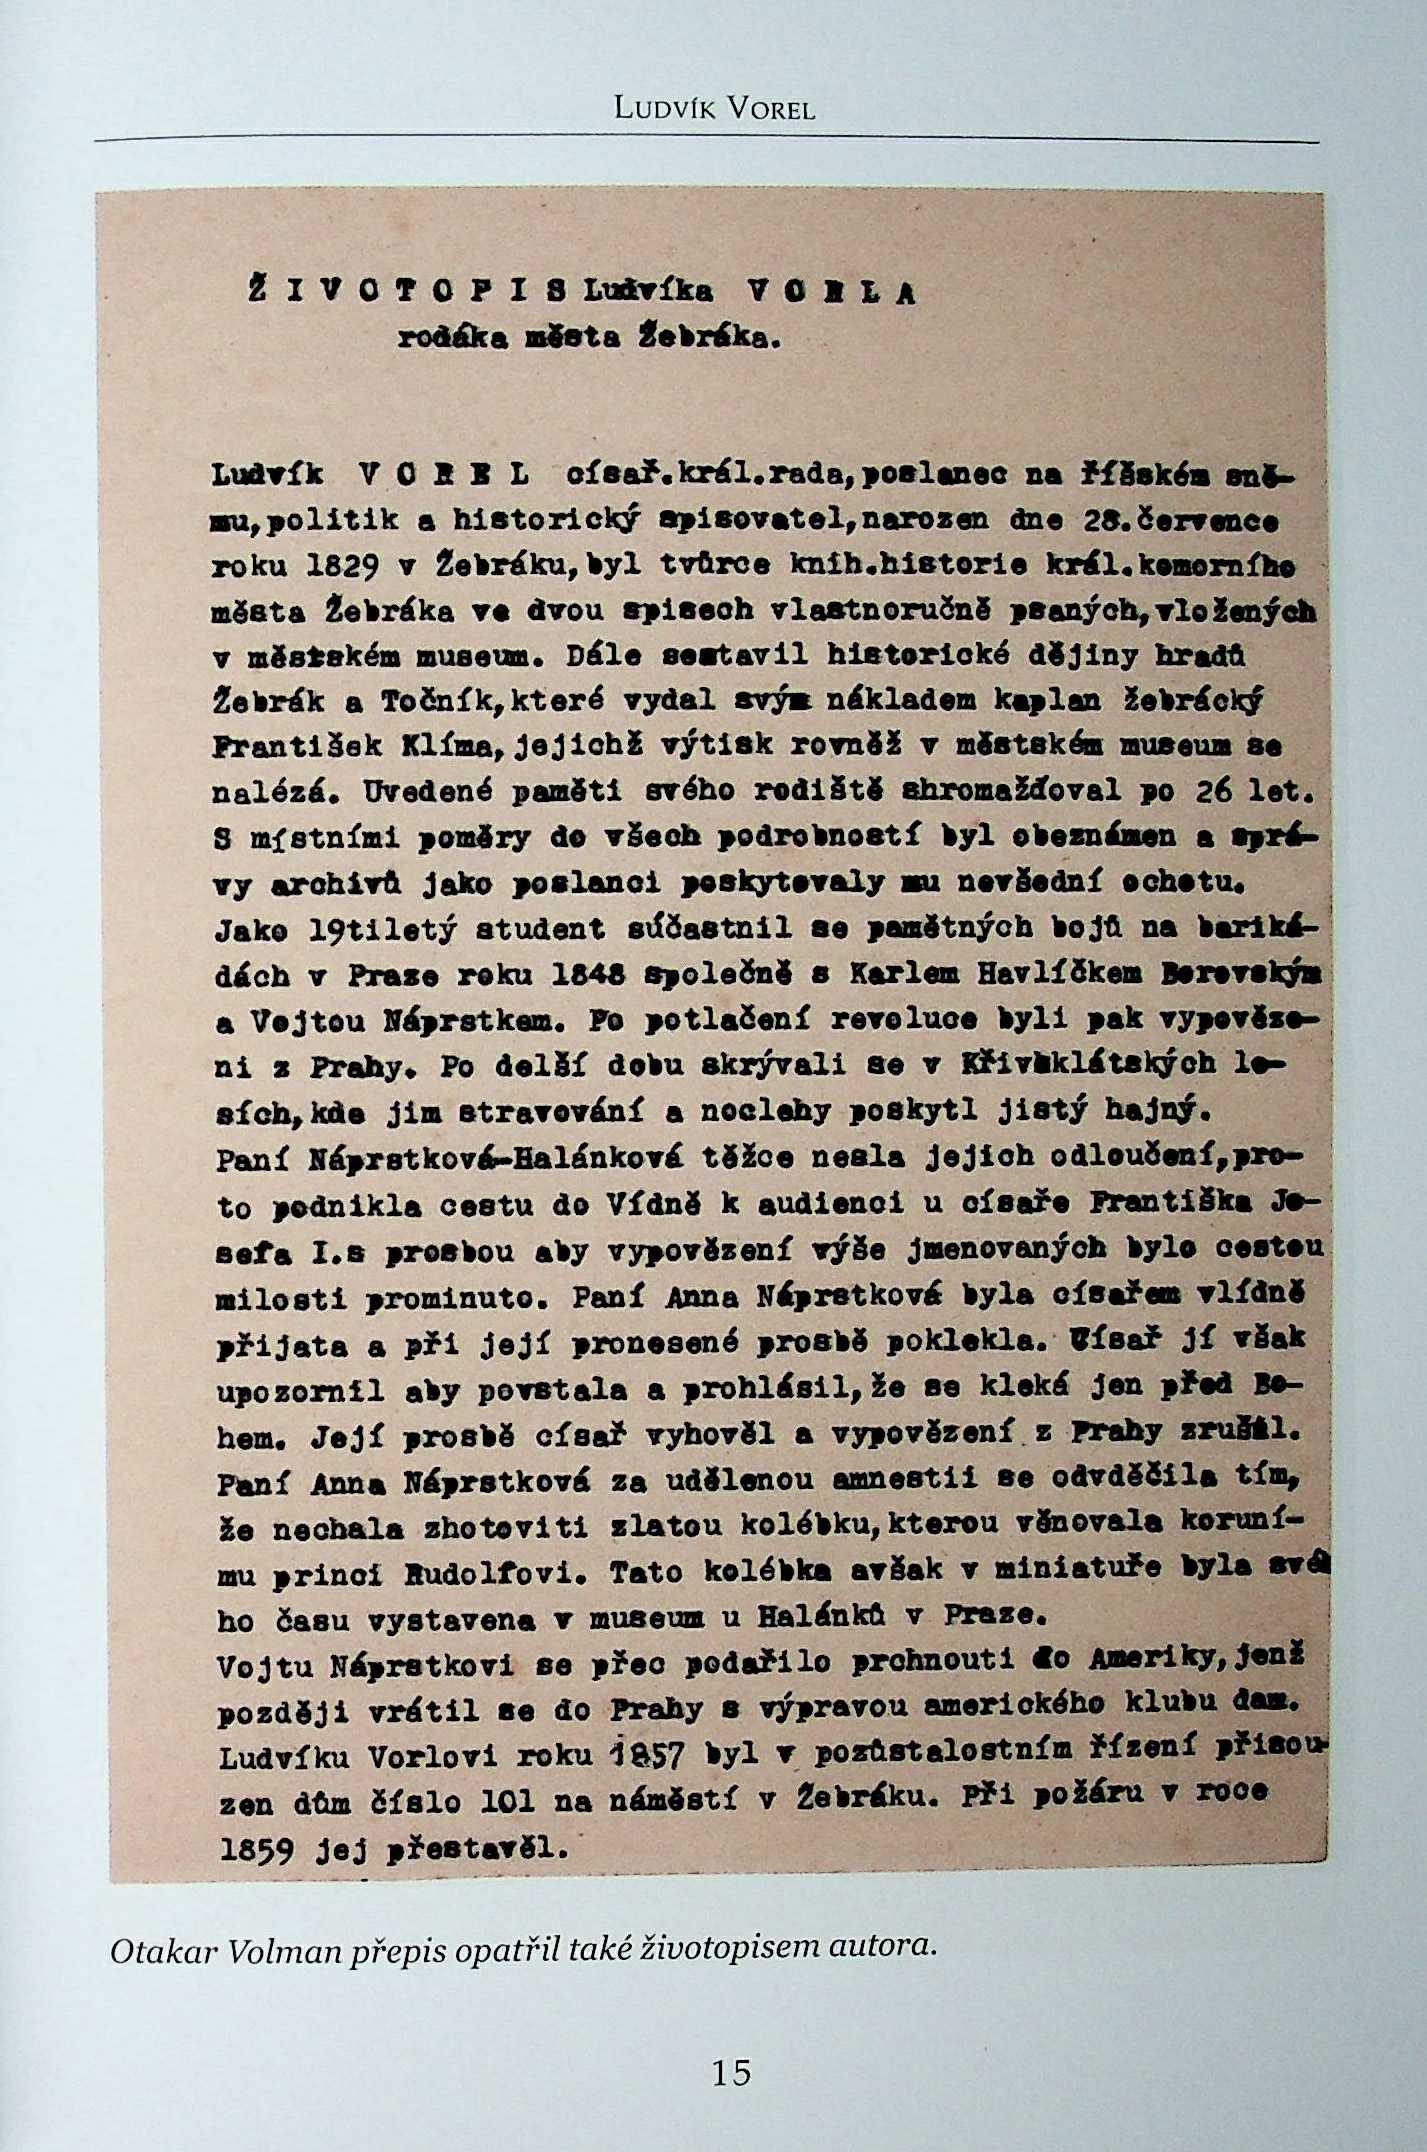 Ludvík Vorel
Ž I V O T O P I S Ludvíka V O R L A
rodáka města Žebráka.
Ludvík V O R E L císař.král.rada,poslanec na říšském sně-
mu,politik a historický spisovatel,narozen dne 28.července
roku 1829 v Žebráku,byl tvůrce knih.historie král.komorního
města Žebráka ve dvou spisech vlastnoručně psaných,vložených
v městském museum. Dále sestavil historické dějiny hradů
Žebrák a Točník,které vydal svým nákladem kaplan žebrácký
František Klíma,jejichž výtisk rovněž v městském museum se
nalézá. Uvedené paměti svého rodiště shromažďoval po 26 let.
S místními poměry do všech podrobností byl obeznámen a sprá-
vy archivů jako poslanci poskytovaly mu nevšední ochotu.
Jako 19tiletý student súčastnil se pamětných bojů na bariká-
dách v Praze roku 1848 společně s Karlem Havlíčkem Borovským
a Vojtou Náprstkem. Po potlačení revoluce byli pak vypověze-
ni z Prahy. Po delší dobu skrývali se v Křivoklátských le-
sích,kde jim stravování a noclehy poskytl jistý hajný.
Paní Náprstková-Halánková těžce nesla jejich odloučení,pro-
to podnikla cestu do Vídně k audienci u císaře Františka Jo-
sefa I.s prosbou aby vypovězení výše jmenovaných bylo cestou
milosti prominuto. Paní Anna Náprstková byla císařem vlídně
přijata a při její pronesené prosbě poklekla. Císař jí však
upozornil aby povstala a prohlásil,že se kleká jen před Bo-
hem. Její prosbě císař vyhověl a vypovězení z Prahy zrušil.
Paní Anna Náprstková za udělenou amnestii se odvděčila tím,
že nechala zhotoviti zlatou kolébku,kterou věnovala koruní-
mu princi Rudolfovi. Tato kolébka avšak v miniatuře byla své
ho času vystavena v museum u Halánků v Praze.
Vojtu Náprstkovi se přec podařilo prchnouti do Ameriky,jenž
později vrátil se do Prahy s výpravou amerického klubu dam.
Ludvíku Vorlovi roku 1857 byl v pozůstalostním řízení přisou-
zen dům číslo 101 na náměstí v Žebráku. Při požáru v roce
1859 jej přestavěl.
Otakar Volman přepis opatřil také životopisem autora.
15